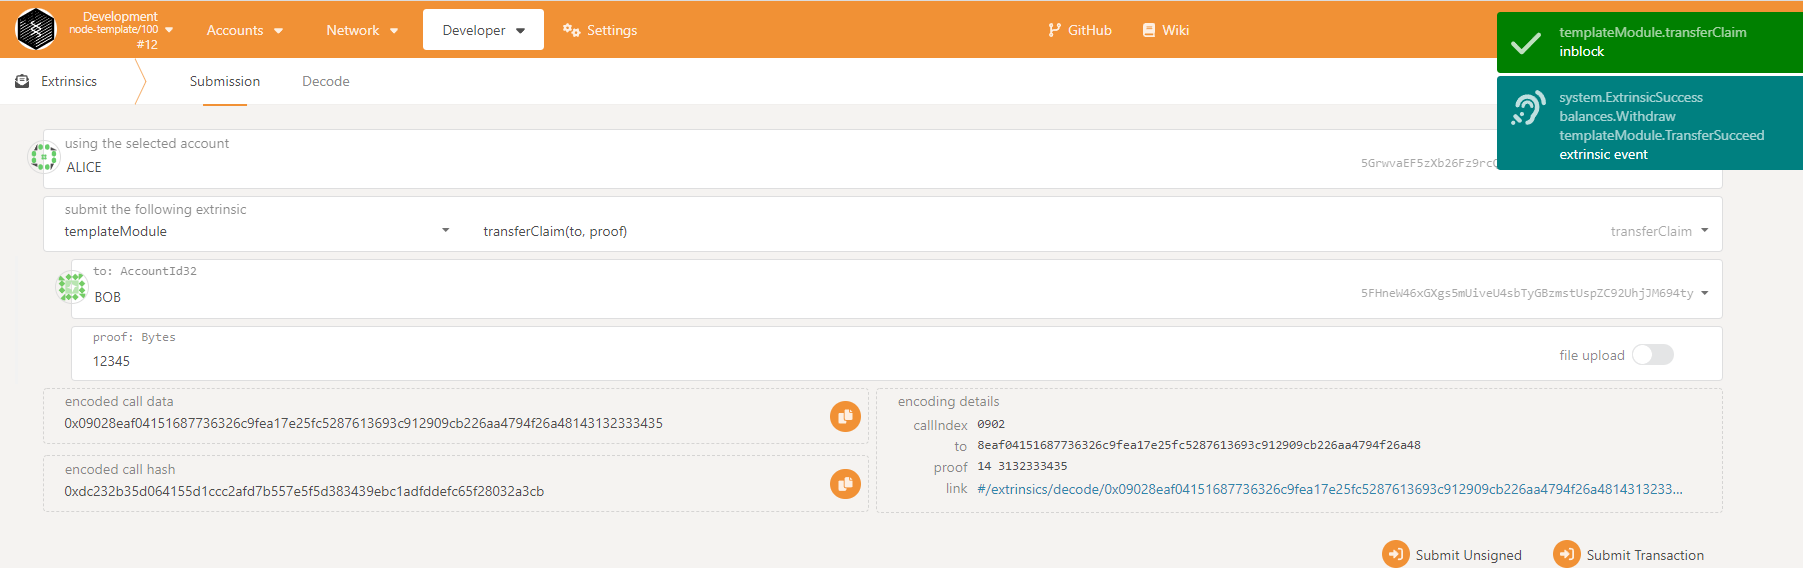 Development
node-template/100
#12
Accounts
Network
Developer
Settings
GitHub
Wiki
templateModule.transferClaim
inblock
system.ExtrinsicSuccess
balances.Withdraw
templateModule.TransferSucceed
extrinsic event
Extrinsics
Submission
Decode
using the selected account
ALICE
5GrwvaEF5zXb26Fz9rc
submit the following extrinsic
templateModule
transferClaim(to, proof)
transferClaim
to: AccountId32
BOB
5FHneW46xGXgs5mUiveU4sbTyGBzmstUspZC92UhjJM694ty
proof: Bytes
12345
file upload
encoded call data
0x09028eaf04151687736326c9fea17e25fc5287613693c912909cb226aa4794f26a48143132333435
encoded call hash
0xdc232b35d064155d1ccc2afd7b557e5f5d383439ebc1adfddefc65f28032a3cb
encoding details
callIndex 0902
to 8eaf04151687736326c9fea17e25fc5287613693c912909cb226aa4794f26a48
proof 14 3132333435
link #/extrinsics/decode/0x09028eaf04151687736326c9fea17e25fc5287613693c912909cb226aa4794f26a4814313233...
Submit Unsigned
Submit Transaction